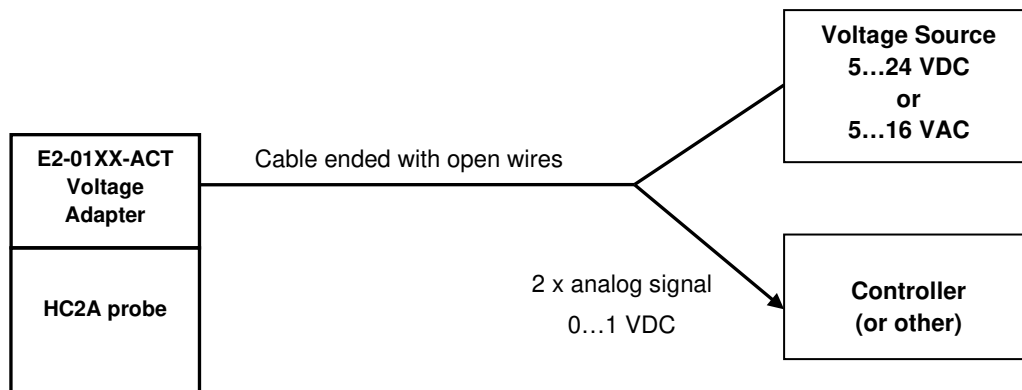 Voltage Source
5…24 VDC
or
5…16 VAC
E2-01XX-ACT
Voltage
Adapter
Cable ended with open wires
HC2A probe
2 x analog signal
0…1 VDC
Controller
(or other)